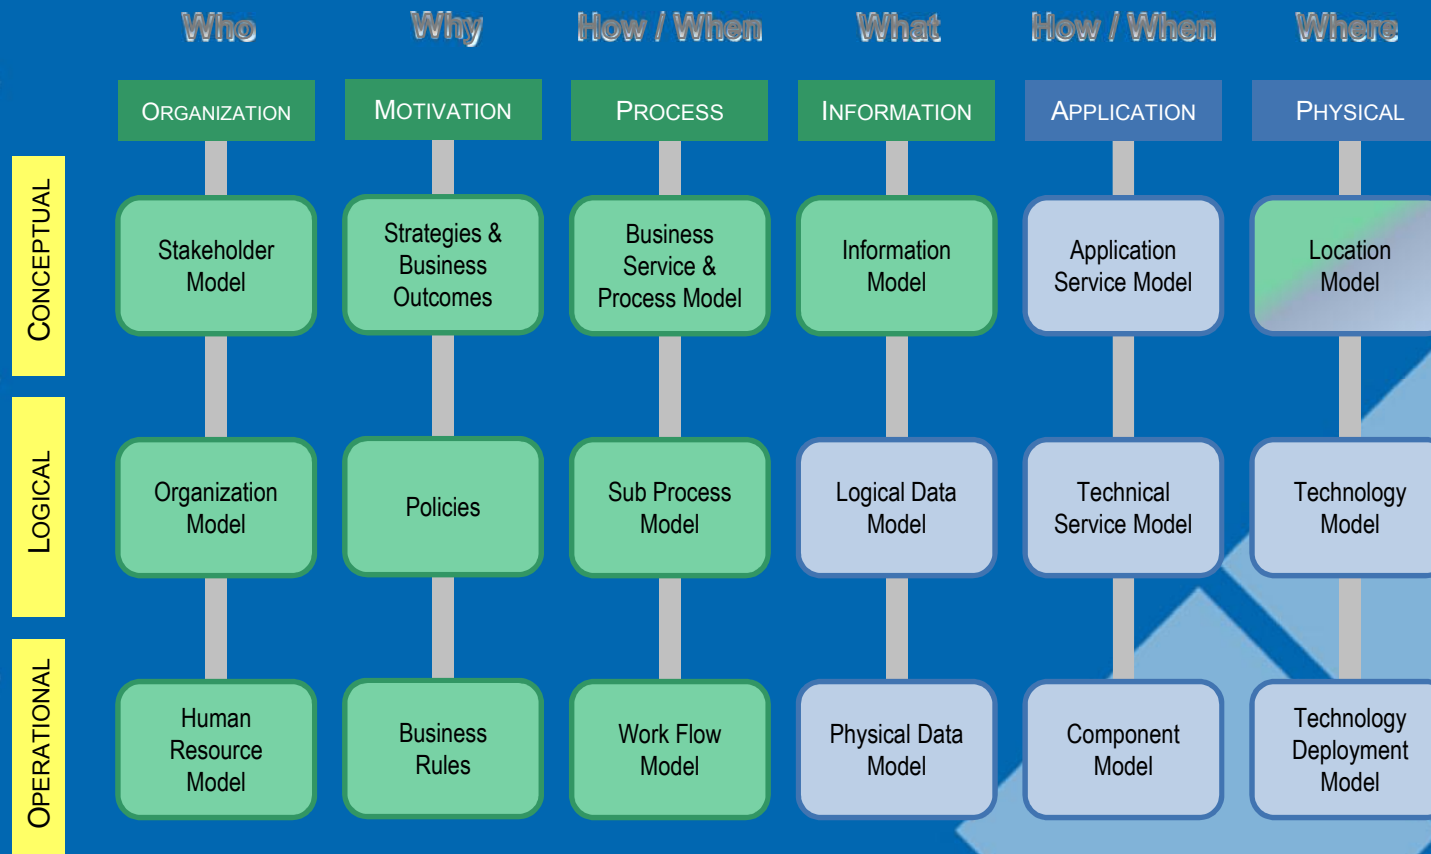 Who
Why
How / When
What
How / When
Where
ORGANIZATION
MOTIVATION
PROCESS
INFORMATION
APPLICATION
PHYSICAL
CONCEPTUAL
Stakeholder
Model
Strategies &
Business
Outcomes
Business
Service &
Process Model
Information
Model
Application
Service Model
Location
Model
LOGICAL
Organization
Model
Policies
Sub Process
Model
Logical Data
Model
Technical
Service Model
Technology
Model
OPERATIONAL
Human
Resource
Model
Business
Rules
Work Flow
Model
Physical Data
Model
Component
Model
Technology
Deployment
Model